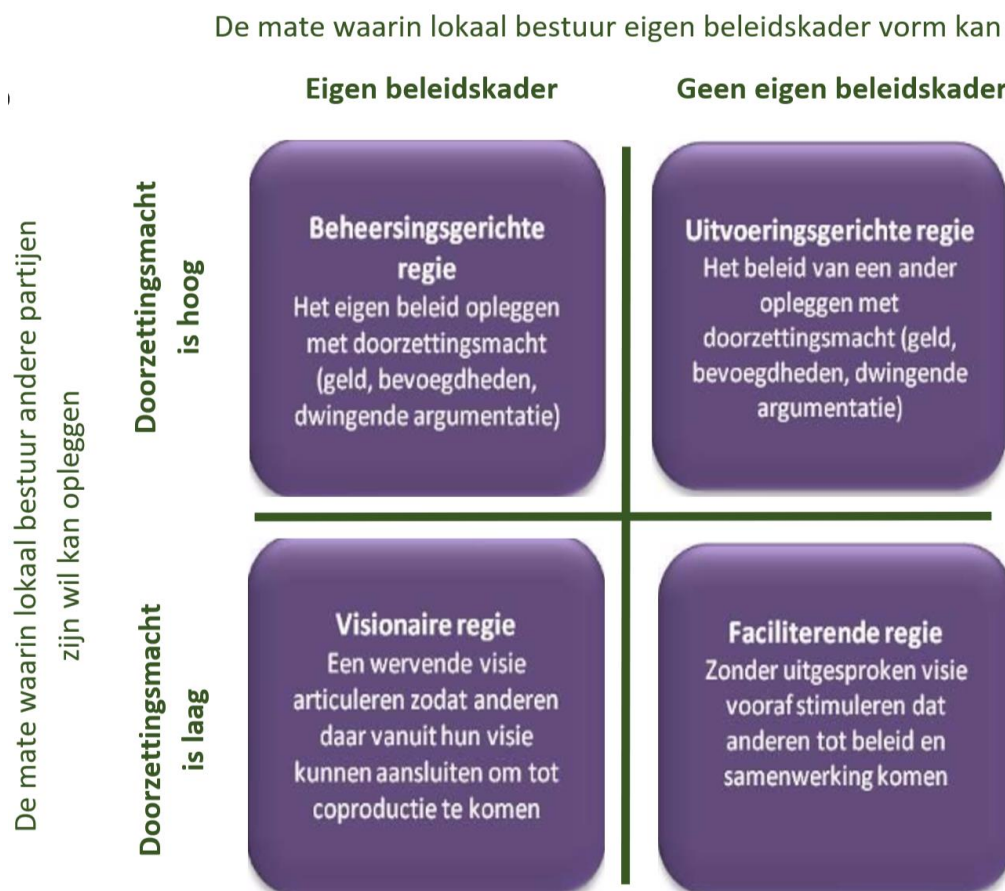 De mate waarin lokaal bestuur eigen beleidskader vorm kan
Eigen beleidskader
Geen eigen beleidskader
De mate waarin lokaal bestuur andere partijen
zijn wil kan opleggen
Doorzettingsmacht
is hoog
Beheersingsgerichte
regie
Het eigen beleid opleggen
met doorzettingsmacht
(geld, bevoegdheden,
dwingende argumentatie)
Uitvoeringsgerichte regie
Het beleid van een ander
opleggen met
doorzettingsmacht (geld,
bevoegdheden, dwingende
argumentatie)
Doorzettingsmacht
is laag
Visionaire regie
Een wervende visie
articuleren zodat anderen
daar vanuit hun visie
kunnen aansluiten om tot
coproductie te komen
Faciliterende regie
Zonder uitgesproken visie
vooraf stimuleren dat
anderen tot beleid en
samenwerking komen